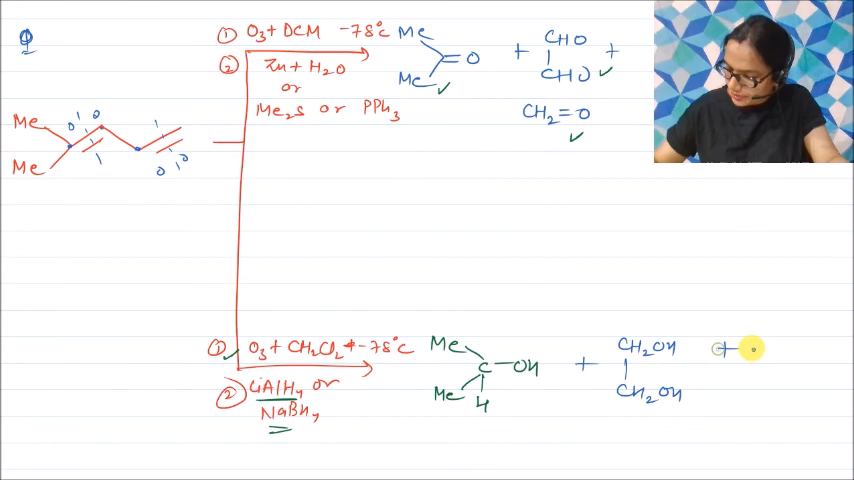 Q
① O3 + DCM -78°C
② Zn + H2O
or
Me2S or PPh3
Me
Me
=O
+
CHO
CHO
+
CH2=O
Me
Me
O O
O O
① O3 + CH2Cl2 -78°C
② LiAlH4 or
NaBH4
Me
C—OH
Me H
+
CH2OH
CH2OH
+